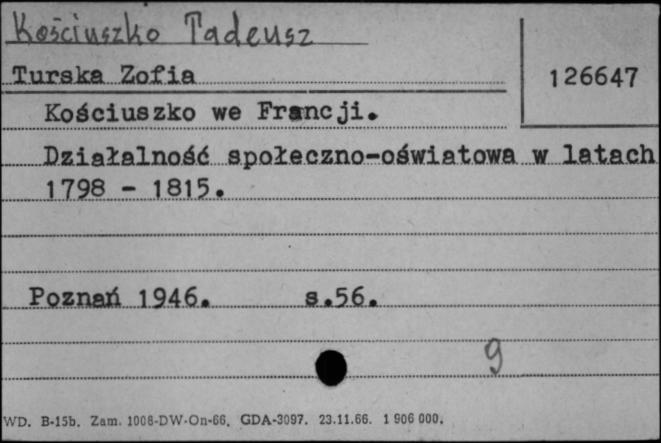 Kościuszko Tadeusz
Turska Zofia
126647
Kościuszko we Francji.
Działalność społeczno-oświatowa w latach
1798 - 1815.
Poznań 1946. s.56.
9
WD. B-15b. Zam. 1008-DW-On-66. GDA-3097. 23.11.66. 1 906 000.